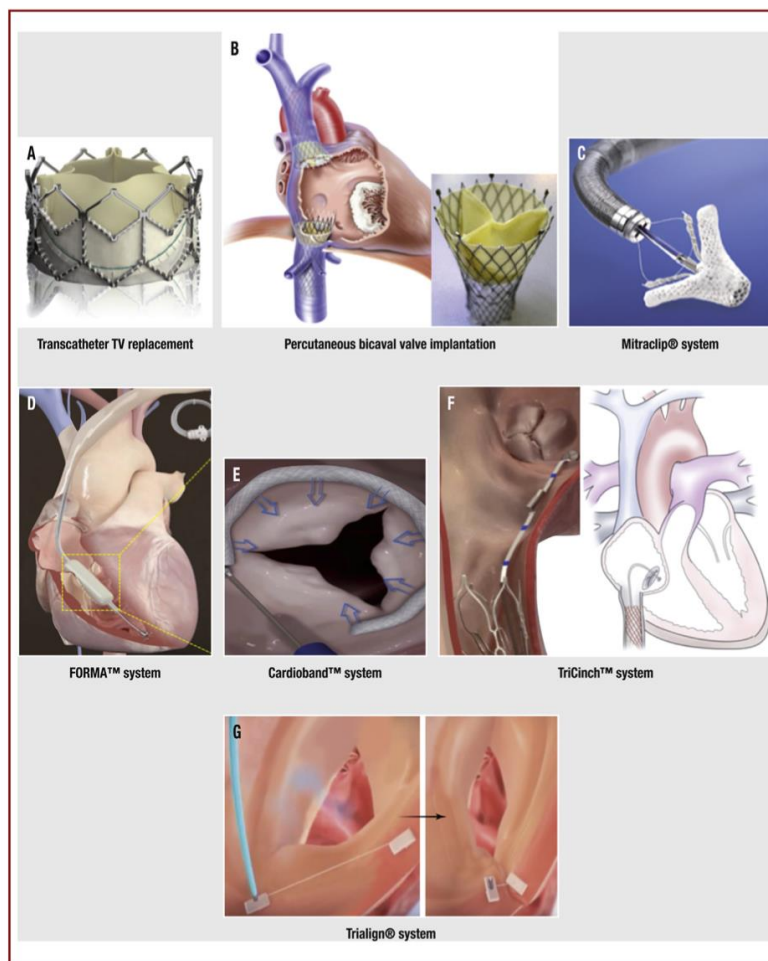 A
Transcatheter TV replacement
B
Percutaneous bicaval valve implantation
C
Mitraclip® system
D
FORMA™ system
E
Cardioband™ system
F
TriCinch™ system
G
Trialign® system